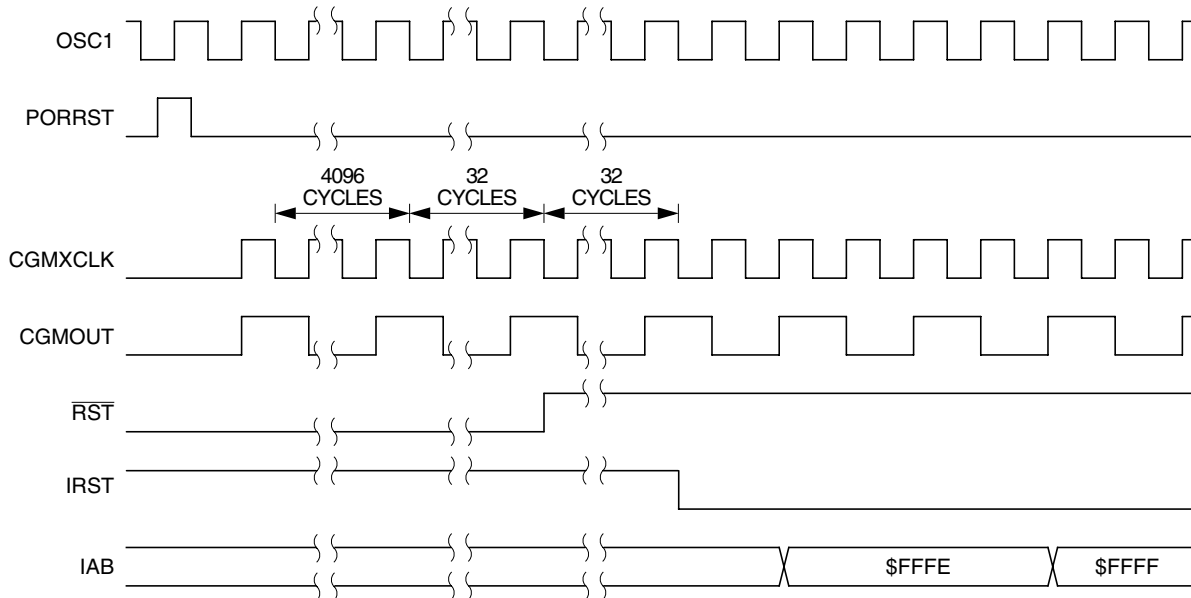 OSC1
PORRST
4096
CYCLES
32
CYCLES
32
CYCLES
CGMXCLK
CGMOUT
RST
IRST
IAB
$FFFE
$FFFF